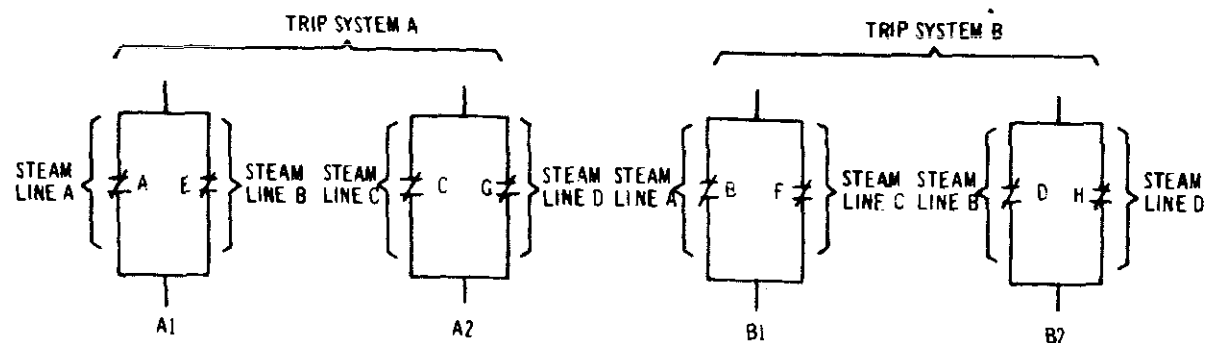 TRIP SYSTEM A
TRIP SYSTEM B
STEAM
LINE A
A
E
STEAM
LINE B
STEAM
LINE C
C
G
STEAM
LINE D
STEAM
LINE A
B
F
STEAM
LINE C
STEAM
LINE B
D
H
STEAM
LINE D
A1
A2
B1
B2